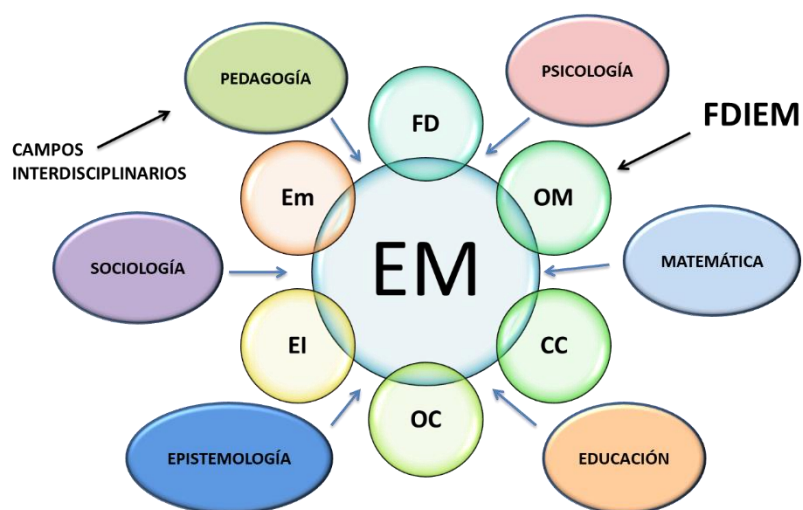 PEDAGOGÍA
PSICOLOGÍA
FD
FDIEM
CAMPOS
INTERDISCIPLINARIOS
Em
OM
EM
SOCIOLOGÍA
MATEMÁTICA
EI
CC
OC
EPISTEMOLOGÍA
EDUCACIÓN